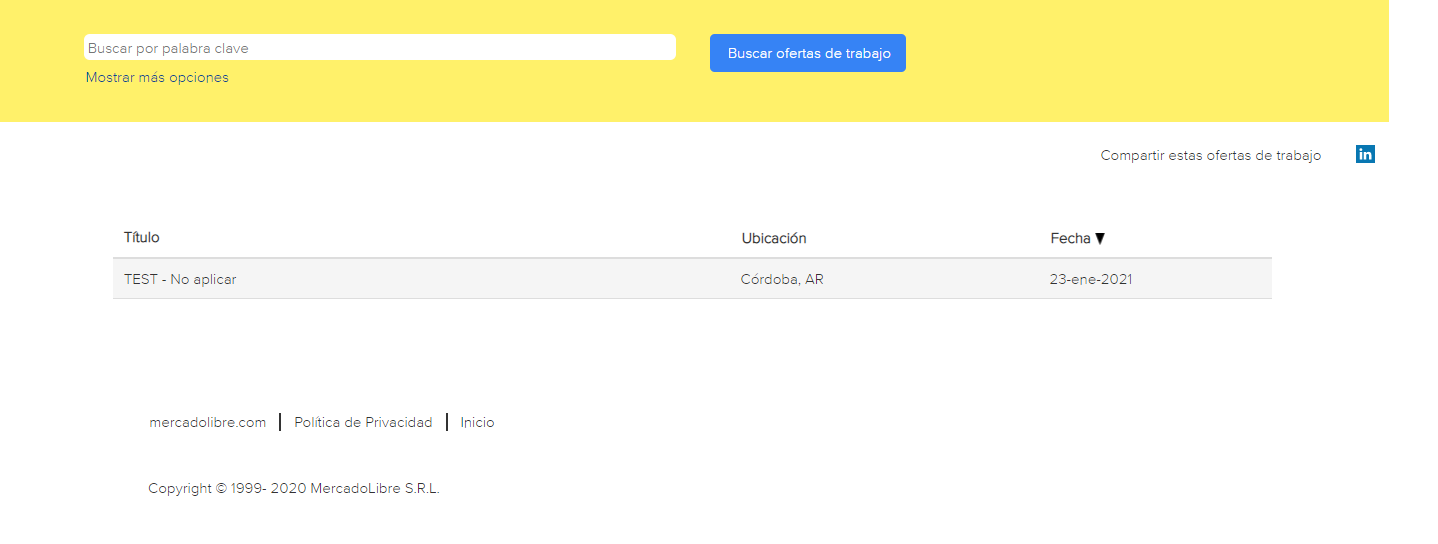 Buscar por palabra clave
Buscar ofertas de trabajo
Mostrar más opciones
Compartir estas ofertas de trabajo
in
Título Ubicación Fecha ▼
TEST - No aplicar Córdoba, AR 23-ene-2021
mercadolibre.com | Política de Privacidad | Inicio
Copyright © 1999- 2020 MercadoLibre S.R.L.